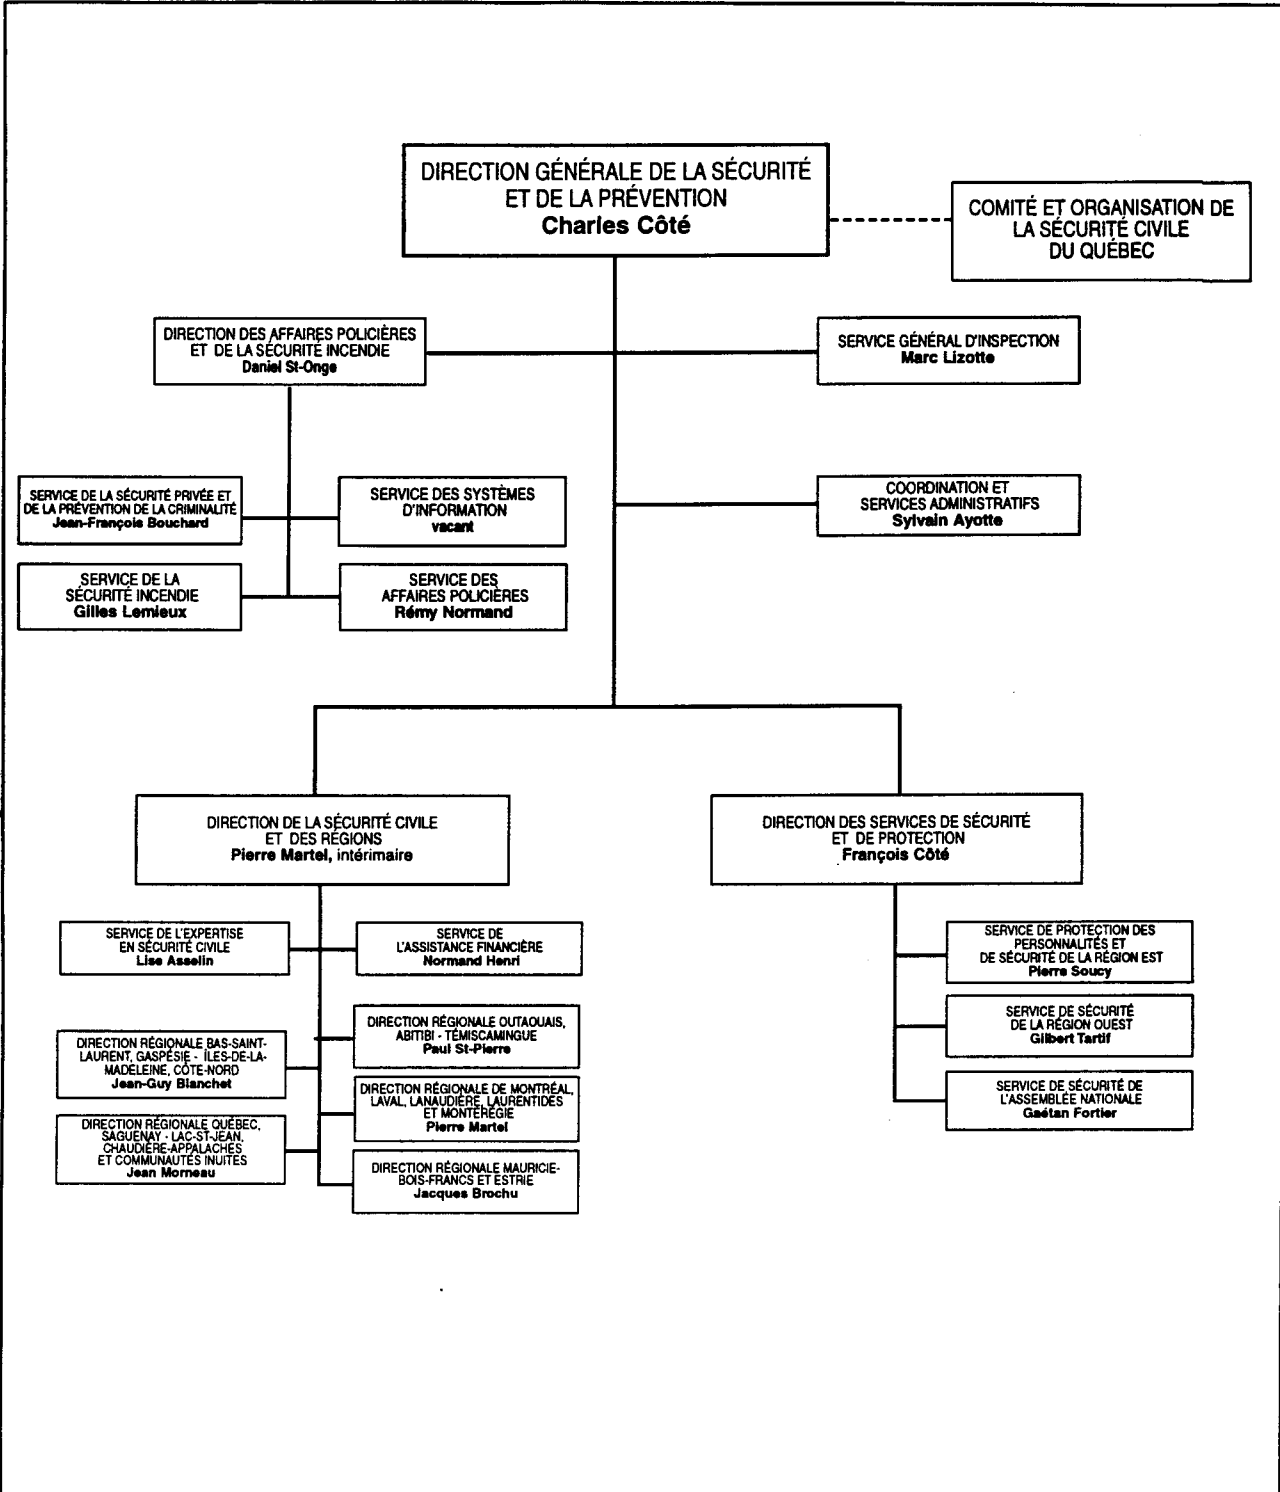 DIRECTION GÉNÉRALE DE LA SÉCURITÉ
ET DE LA PRÉVENTION
Charles Côté
COMITÉ ET ORGANISATION DE
LA SÉCURITÉ CIVILE
DU QUÉBEC
DIRECTION DES AFFAIRES POLICIÈRES
ET DE LA SÉCURITÉ INCENDIE
Daniel St-Onge
SERVICE GÉNÉRAL D'INSPECTION
Marc Lizotte
SERVICE DE LA SÉCURITÉ PRIVÉE ET
DE LA PRÉVENTION DE LA CRIMINALITÉ
Jean-François Bouchard
SERVICE DES SYSTÈMES
D'INFORMATION
vacant
COORDINATION ET
SERVICES ADMINISTRATIFS
Sylvain Ayotte
SERVICE DE LA
SÉCURITÉ INCENDIE
Gilles Lemieux
SERVICE DES
AFFAIRES POLICIÈRES
Rémy Normand
DIRECTION DE LA SÉCURITÉ CIVILE
ET DES RÉGIONS
Pierre Martel, intérimaire
DIRECTION DES SERVICES DE SÉCURITÉ
ET DE PROTECTION
François Côté
SERVICE DE L'EXPERTISE
EN SÉCURITÉ CIVILE
Lise Asselin
SERVICE DE
L'ASSISTANCE FINANCIÈRE
Normand Henri
SERVICE DE PROTECTION DES
PERSONNALITÉS ET
DE SÉCURITÉ DE LA RÉGION EST
Pierre Soucy
DIRECTION RÉGIONALE BAS-SAINT-
LAURENT, GASPÉSIE - ÎLES-DE-LA-
MADELEINE, CÔTE-NORD
Jean-Guy Blanchet
DIRECTION RÉGIONALE OUTAOUAIS,
ABITIBI - TÉMISCAMINGUE
Paul St-Pierre
SERVICE DE SÉCURITÉ
DE LA RÉGION OUEST
Gilbert Tartif
DIRECTION RÉGIONALE DE MONTRÉAL,
LAVAL, LANAUDIÈRE, LAURENTIDES
ET MONTÉRÉGIE
Pierre Martel
SERVICE DE SÉCURITÉ DE
L'ASSEMBLÉE NATIONALE
Gaétan Fortier
DIRECTION RÉGIONALE QUÉBEC,
SAGUENAY - LAC-ST-JEAN,
CHAUDIÈRE-APPALACHES
ET COMMUNAUTÉS INUITES
Jean Morneau
DIRECTION RÉGIONALE MAURICIE-
BOIS-FRANCS ET ESTRIE
Jacques Brochu